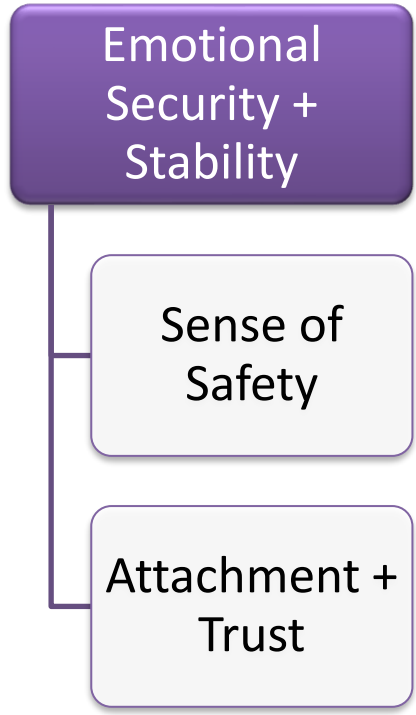 Emotional
Security +
Stability
Sense of
Safety
Attachment +
Trust